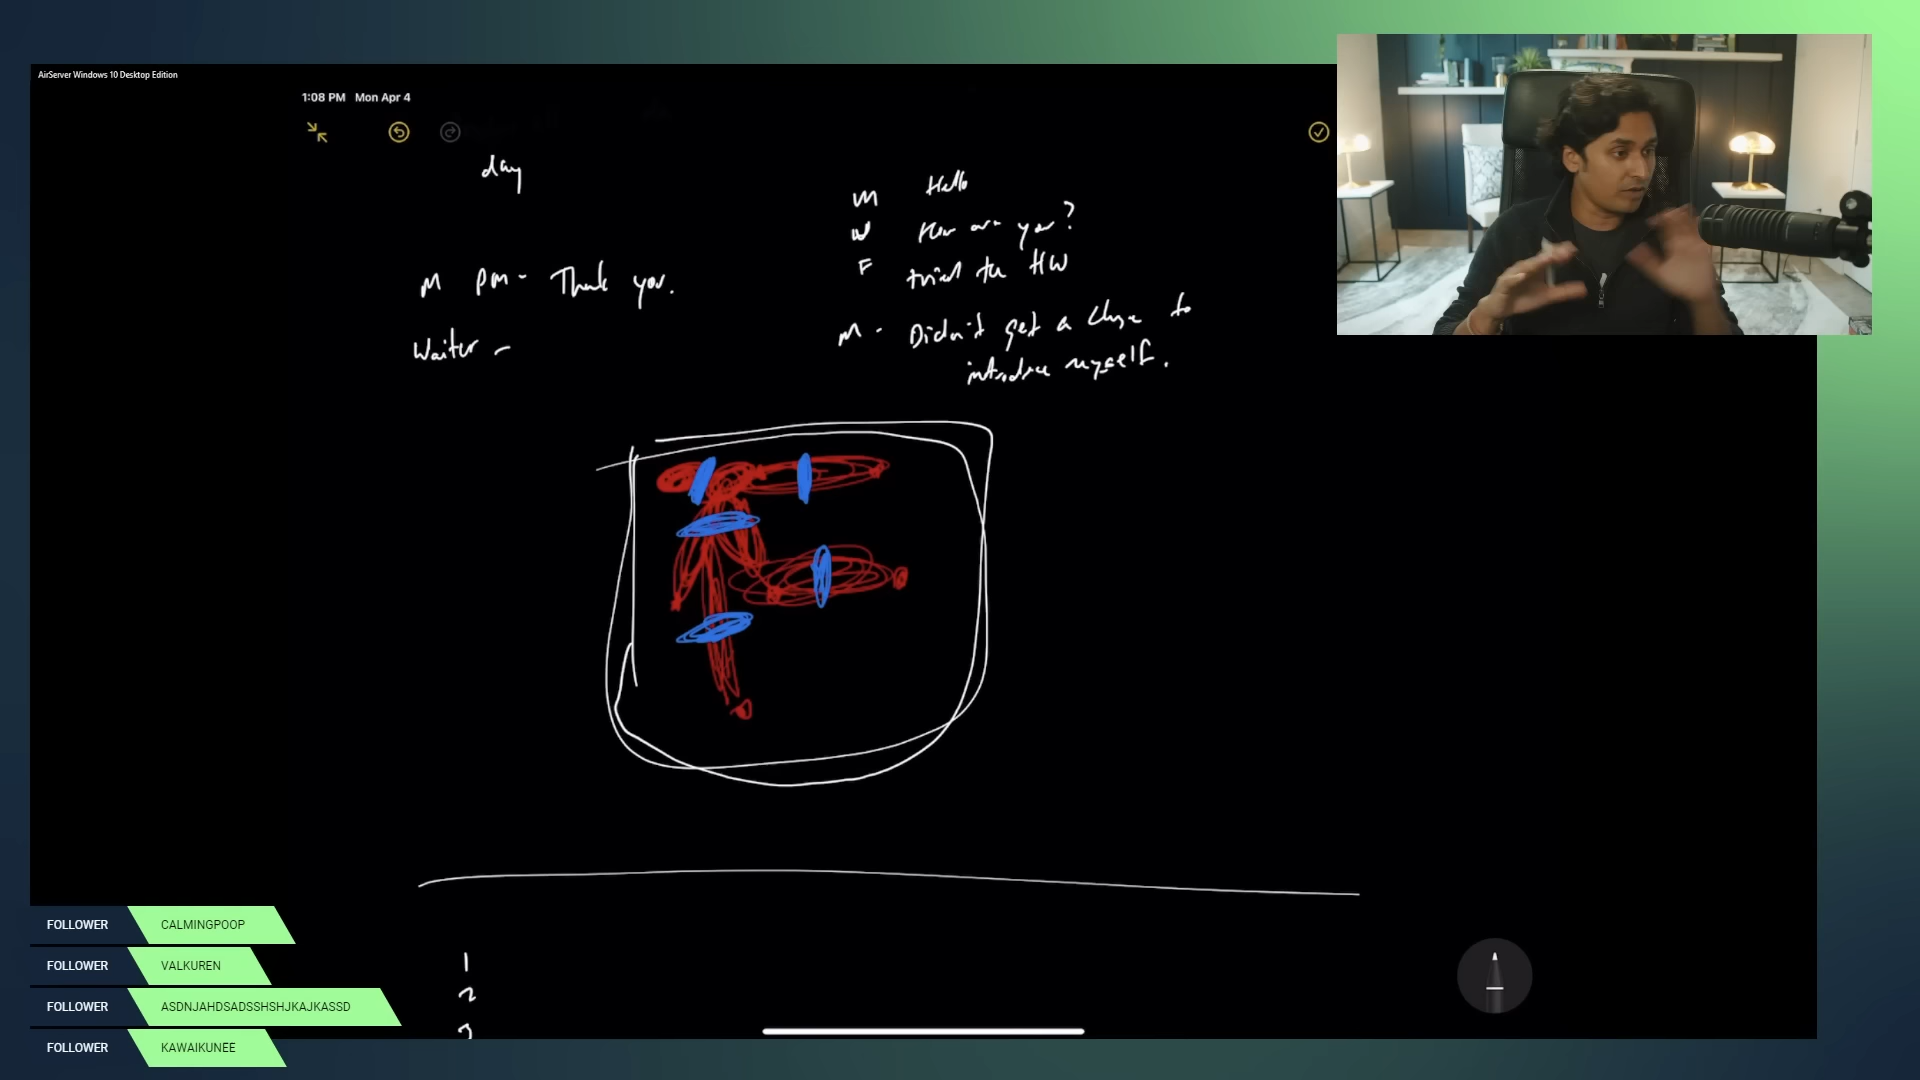 AirServer Windows 10 Desktop Edition
1:08 PM Mon Apr 4
day
M Hello
W How are you?
F tried the HW
M PM - Thank you.
M - Didn't get a chance to
introduce myself.
Waiter -
1
2
3
FOLLOWER CALMINGPOOP
FOLLOWER VALKUREN
FOLLOWER ASDNJAHDSADSSHSHJKAJKASSD
FOLLOWER KAWAIKUNEE